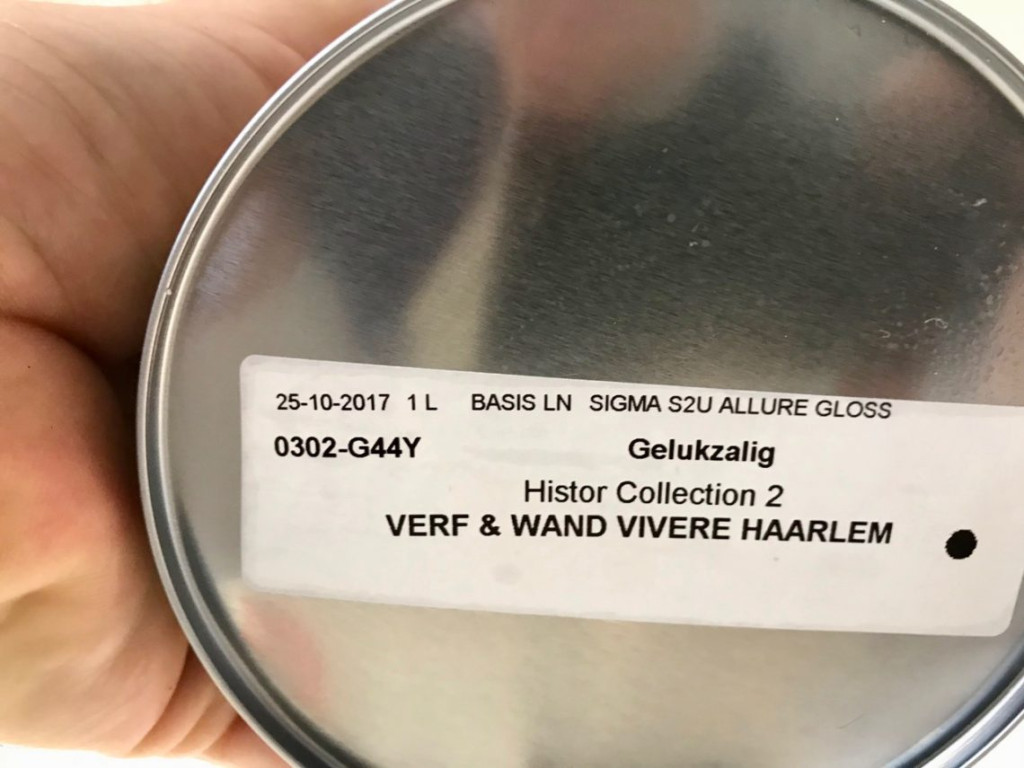 25-10-2017 1 L BASIS LN SIGMA S2U ALLURE GLOSS
0302-G44Y Gelukzalig
Histor Collection 2
VERF & WAND VIVERE HAARLEM